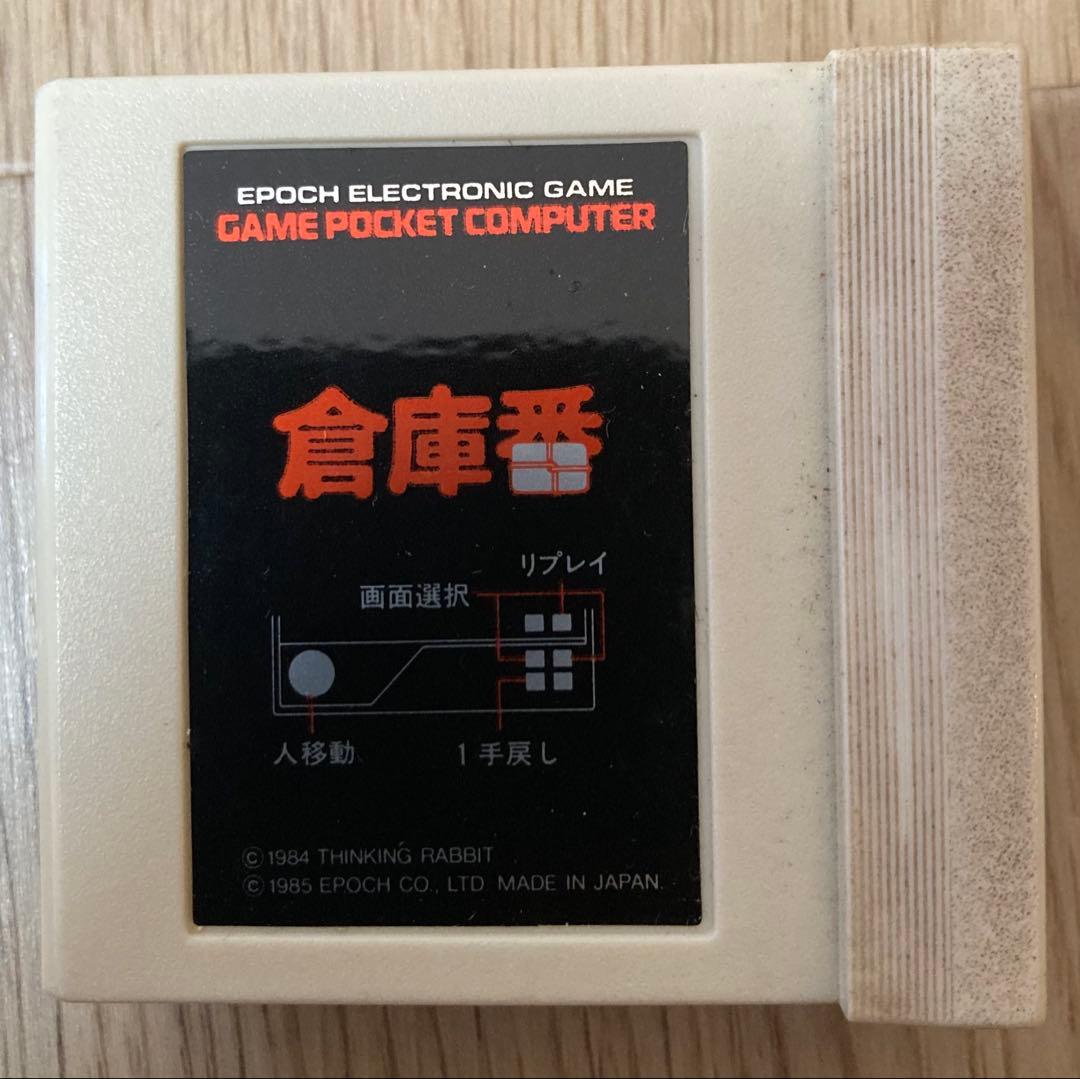 EPOCH ELECTRONIC GAME
GAME POCKET COMPUTER
倉庫番
リプレイ
画面選択
人移動 1手戻し
©1984 THINKING RABBIT
©1985 EPOCH CO., LTD MADE IN JAPAN.